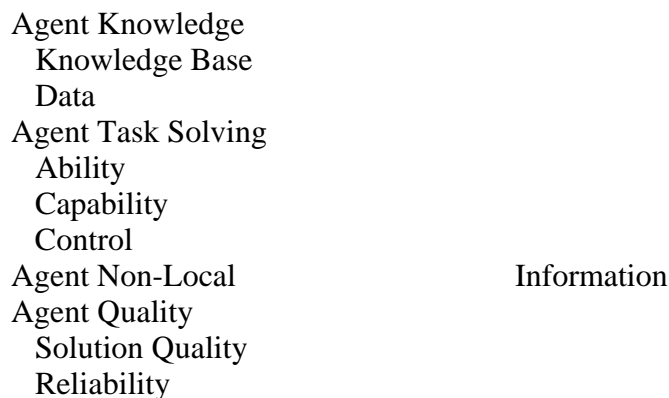 Agent Knowledge
Knowledge Base
Data
Agent Task Solving
Ability
Capability
Control
Agent Non-Local Information
Agent Quality
Solution Quality
Reliability